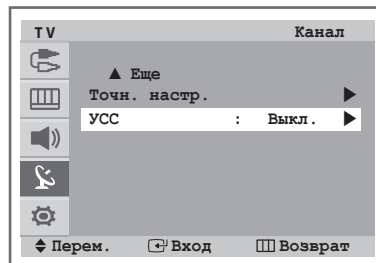 TV Канал
▲ Еще
Точн. настр. ▶
УСС : Выкл. ▶
Перем. Вход Возврат